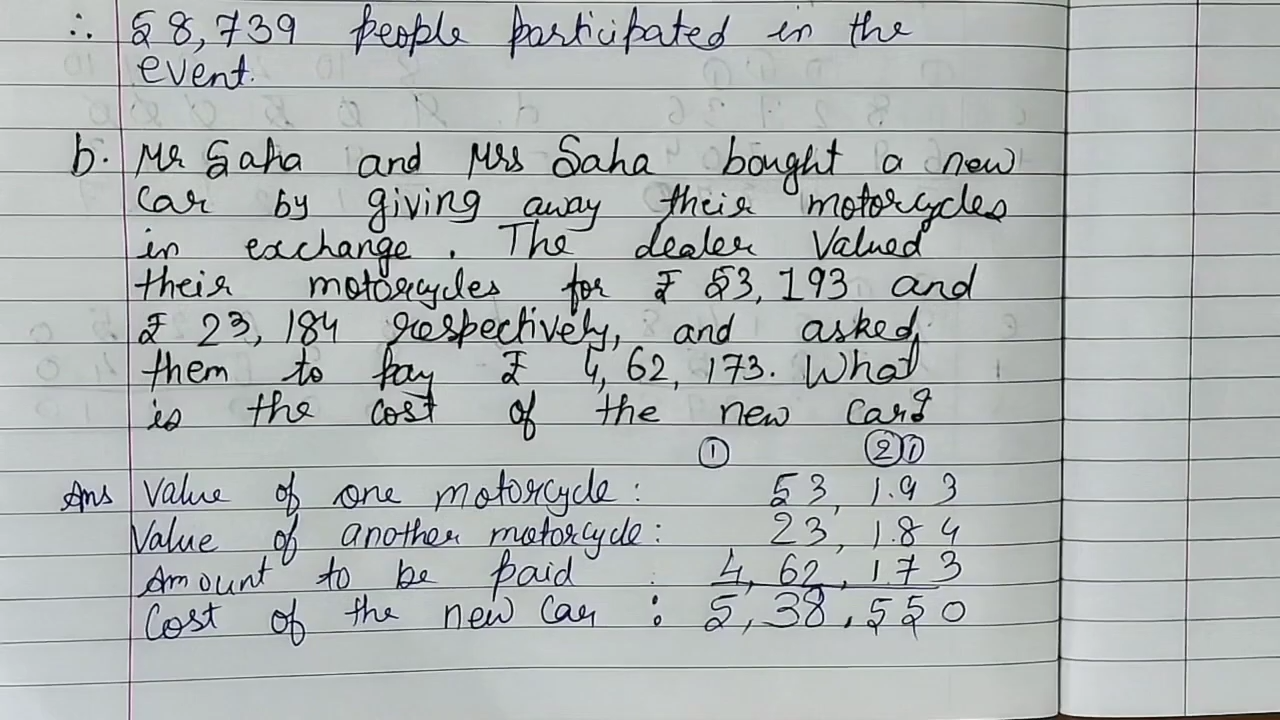 ∴ 58,739 people participated in the
event.
b. Mr Saha and Mrs Saha bought a new
car by giving away their motorcycles
in exchange. The dealer valued
their motorcycles for ₹ 53,193 and
₹ 23,184 respectively, and asked
them to pay ₹ 4,62,173. What
is the cost of the new car?
① ②①
Ans Value of one motorcycle: 53,193
Value of another motorcycle: 23,184
Amount to be paid : 4,62,173
Cost of the new car : 5,38,550